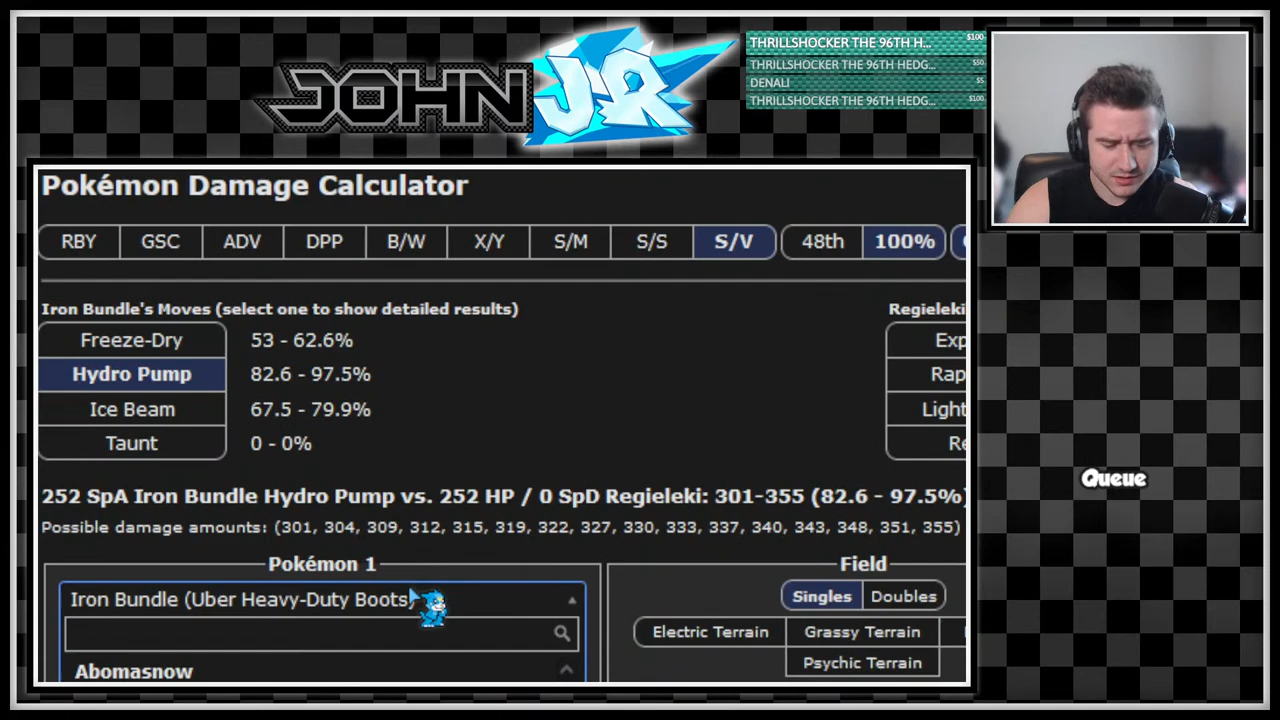 JOHN JR
THRILLSHOCKER THE 96TH H... $100
THRILLSHOCKER THE 96TH HEDG... $50
DENALI $5
THRILLSHOCKER THE 96TH HEDG... $100
Pokémon Damage Calculator
RBY GSC ADV DPP B/W X/Y S/M S/S S/V 48th 100%
Iron Bundle's Moves (select one to show detailed results) Regieleki
Freeze-Dry 53 - 62.6% Exp
Hydro Pump 82.6 - 97.5% Rap
Ice Beam 67.5 - 79.9% Light
Taunt 0 - 0% Re
252 SpA Iron Bundle Hydro Pump vs. 252 HP / 0 SpD Regieleki: 301-355 (82.6 - 97.5%)
Possible damage amounts: (301, 304, 309, 312, 315, 319, 322, 327, 330, 333, 337, 340, 343, 348, 351, 355)
Queue
Pokémon 1 Field
Iron Bundle (Uber Heavy-Duty Boots) Singles Doubles
Electric Terrain Grassy Terrain
Abomasnow Psychic Terrain